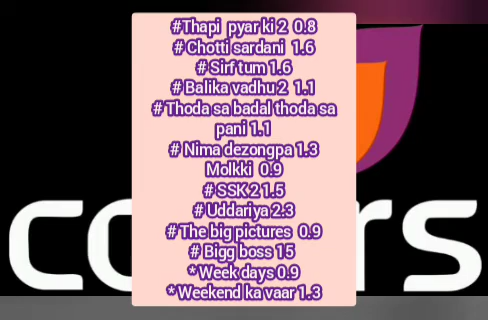 #Thapi pyar ki 2 0.8
# Chotti sardani 1.6
# Sirf tum 1.6
# Balika vadhu 2 1.1
# Thoda sa badal thoda sa
pani 1.1
# Nima dezongpa 1.3
Molkki 0.9
# SSK 2 1.5
# Uddariya 2.3
# The big pictures 0.9
# Bigg boss 15
* Week days 0.9
* Weekend ka vaar 1.3